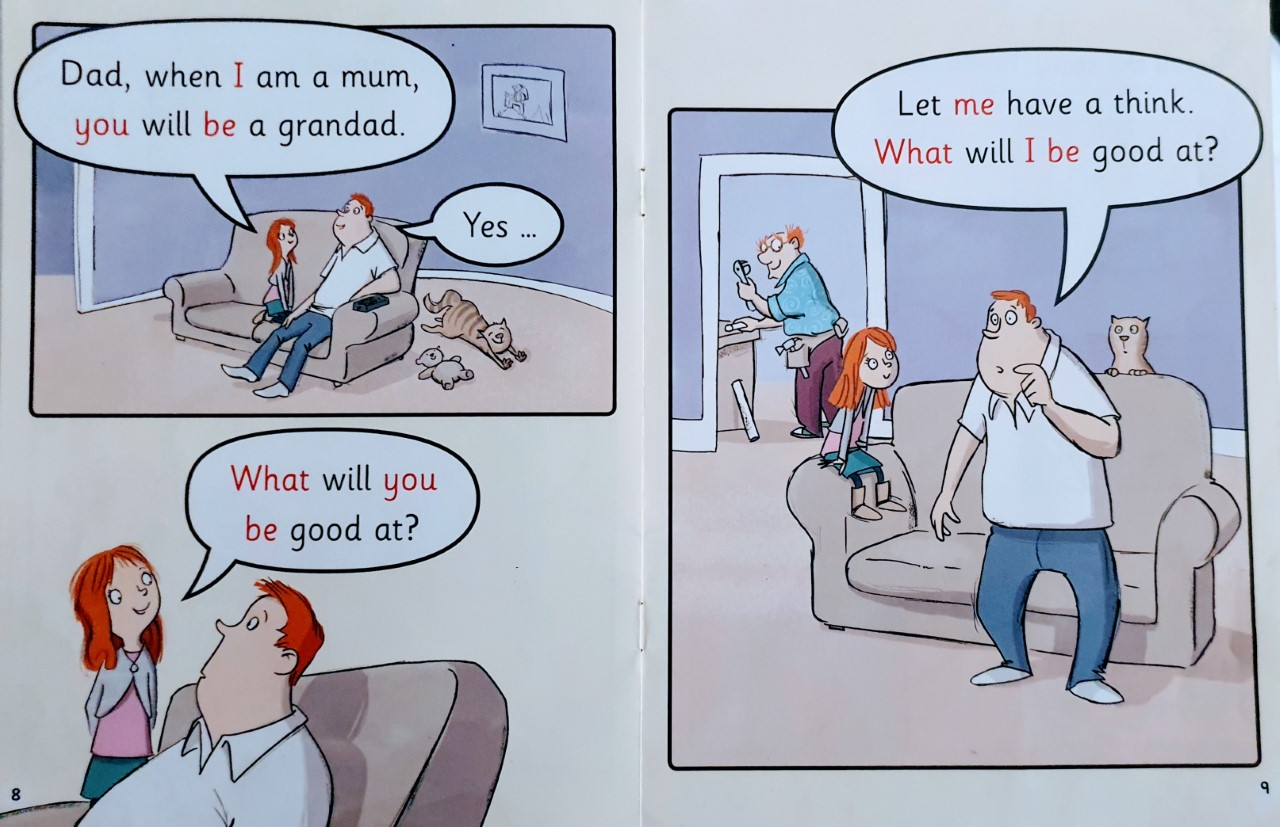 Dad, when I am a mum,
you will be a grandad.
Yes ...
What will you
be good at?
8
Let me have a think.
What will I be good at?
9